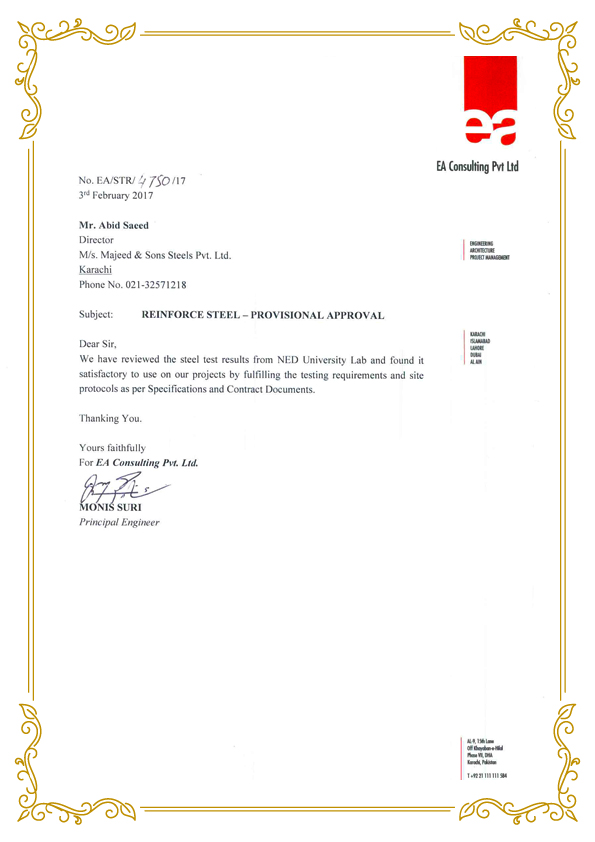 ea
EA Consulting Pvt Ltd
No. EA/STR/ 4750 /17
3rd February 2017
Mr. Abid Saeed
Director
M/s. Majeed & Sons Steels Pvt. Ltd.
Karachi
Phone No. 021-32571218
ENGINEERING
ARCHITECTURE
PROJECT MANAGEMENT
Subject: REINFORCE STEEL – PROVISIONAL APPROVAL
KARACHI
ISLAMABAD
LAHORE
DUBAI
AL AIN
Dear Sir,
We have reviewed the steel test results from NED University Lab and found it
satisfactory to use on our projects by fulfilling the testing requirements and site
protocols as per Specifications and Contract Documents.
Thanking You.
Yours faithfully
For EA Consulting Pvt. Ltd.
MONIS SURI
Principal Engineer
AL-9, 15th Lane
Off Khayaban-e-Hilal
Phase VII, DHA
Karachi, Pakistan
T +92 21 111 111 584